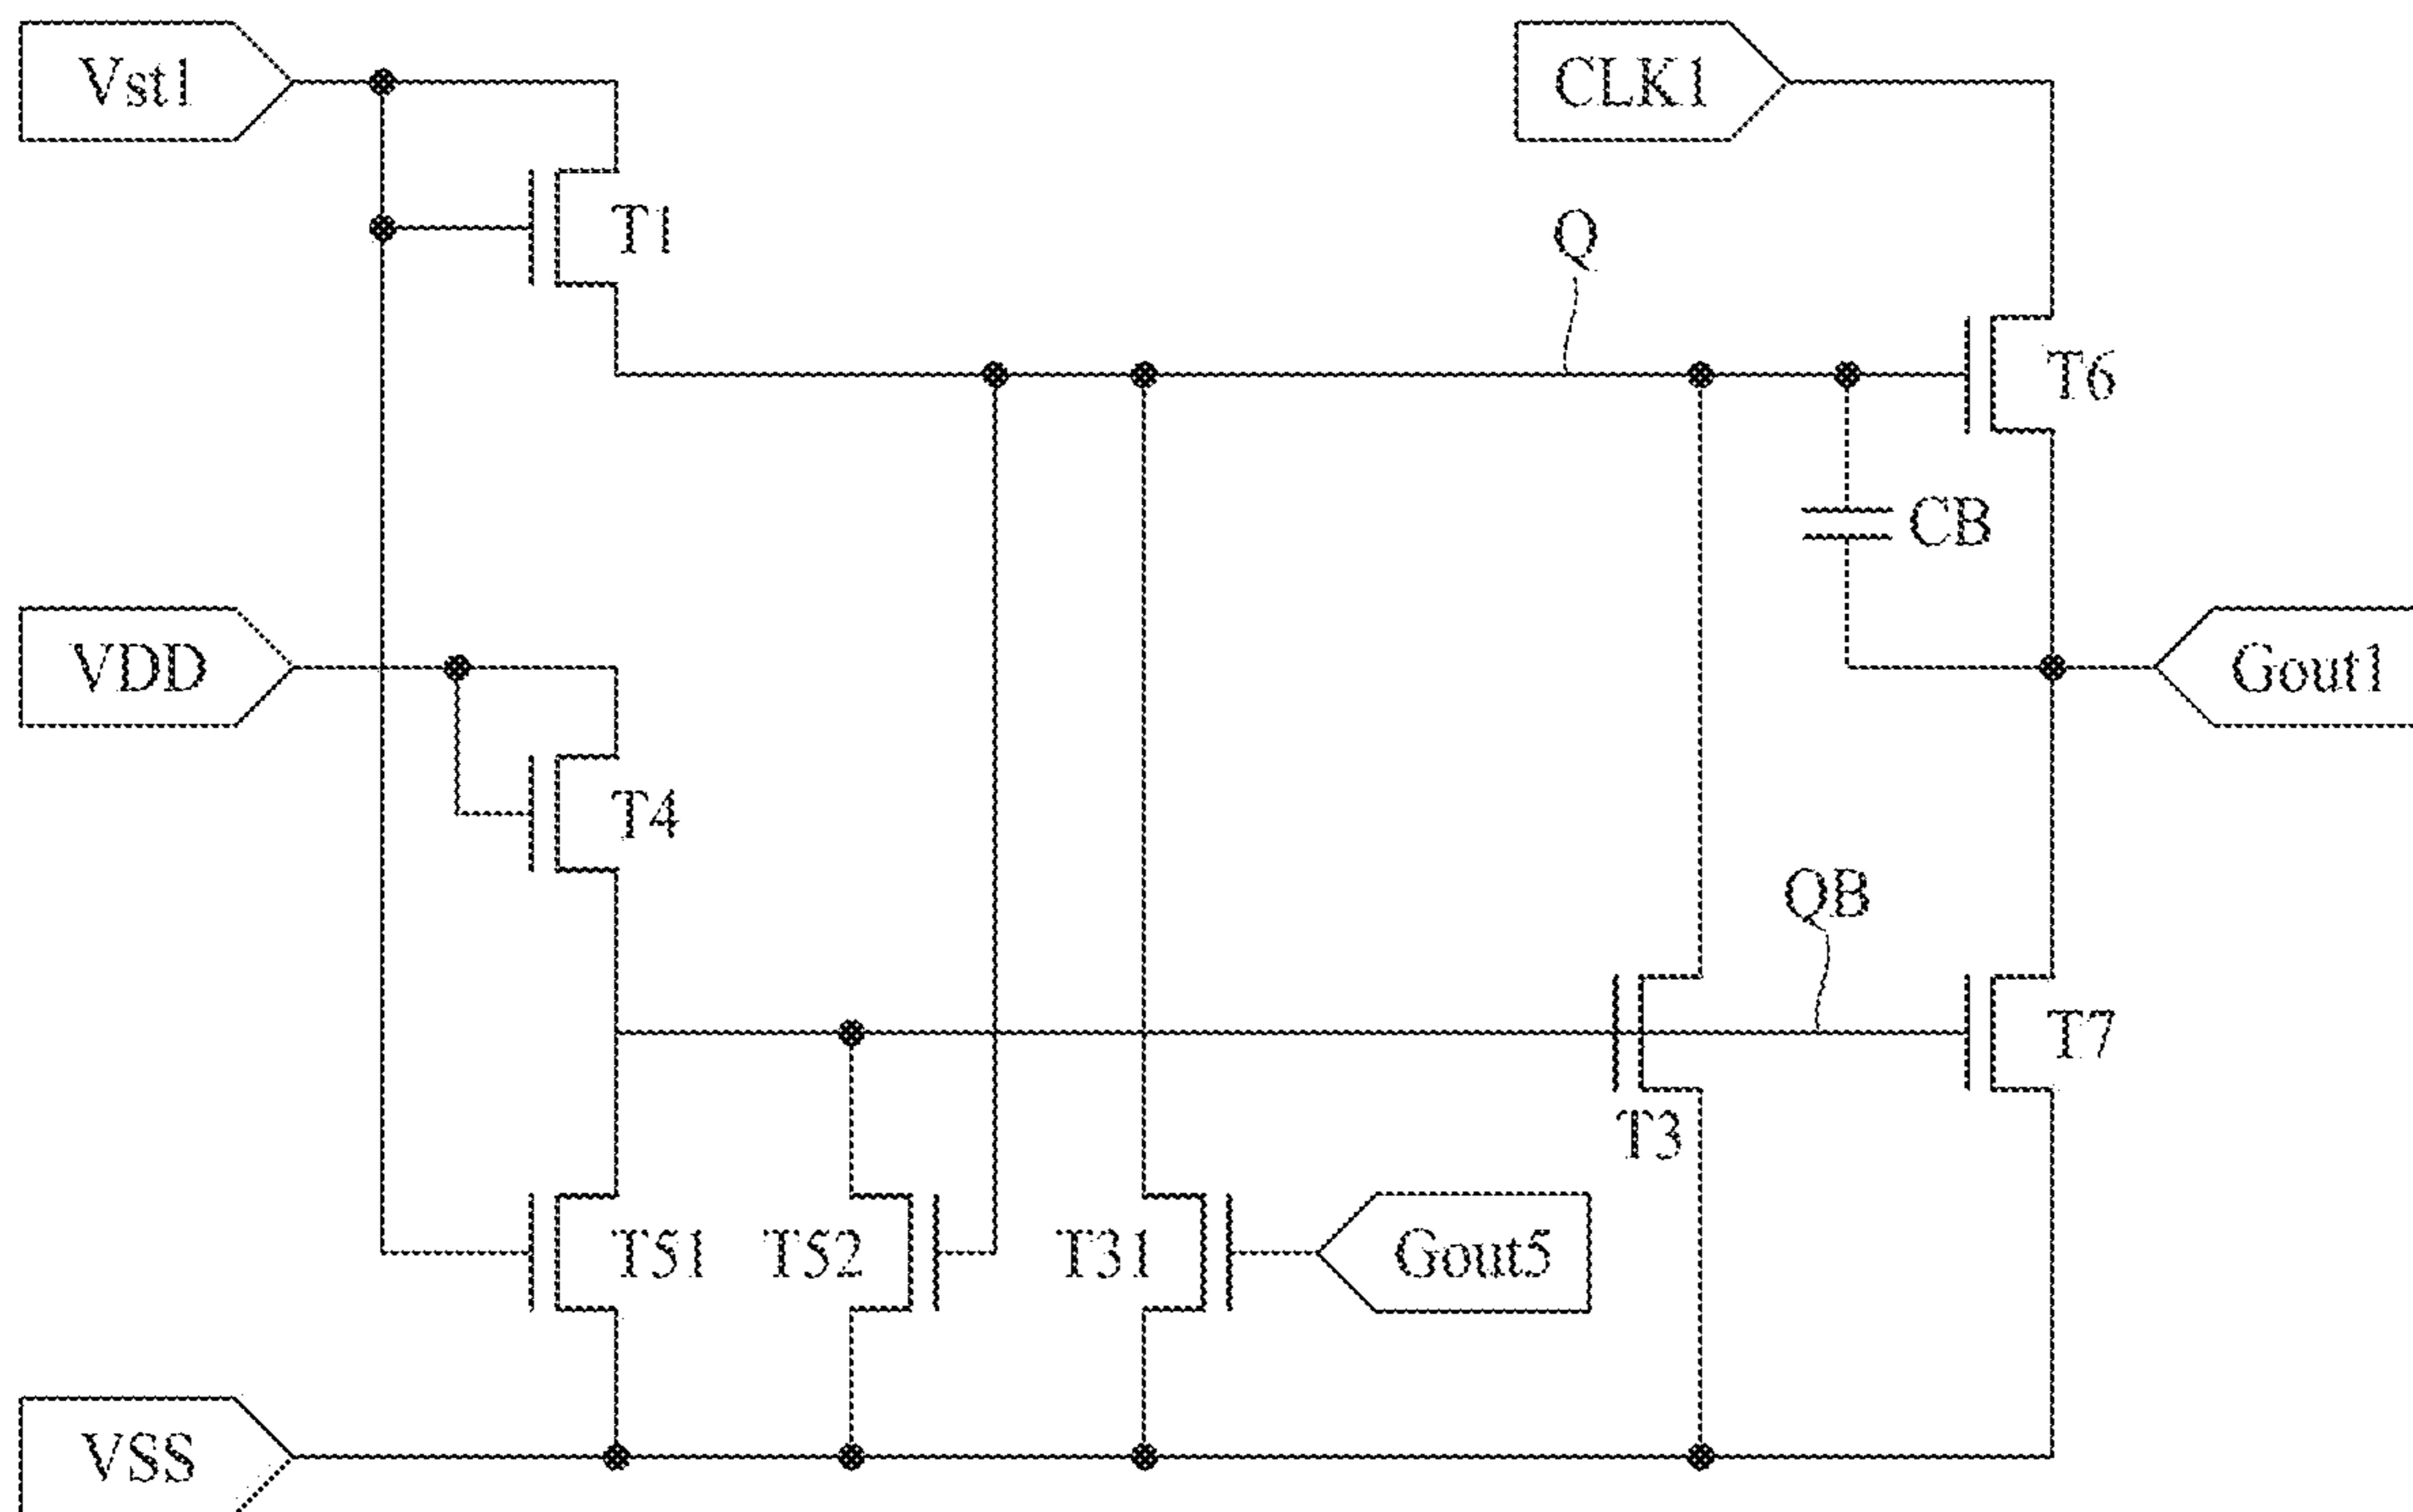 Vst1
CLK1
T1
Q
T6
CB
VDD
Gout1
T4
QB
T7
T3
T51
T52
T31
Gout5
VSS